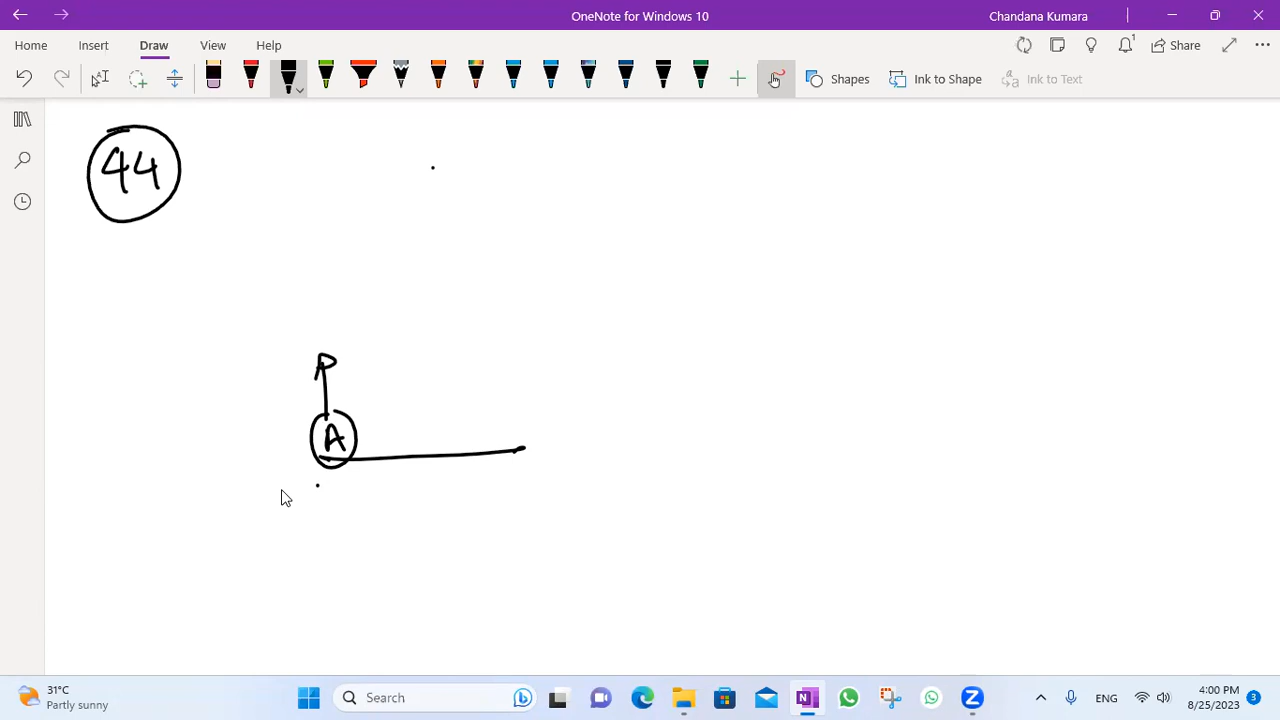 OneNote for Windows 10
Chandana Kumara
Home Insert Draw View Help
Share
Shapes
Ink to Shape
Ink to Text
44
A
Search
31°C
Partly sunny
ENG
4:00 PM
8/25/2023
3